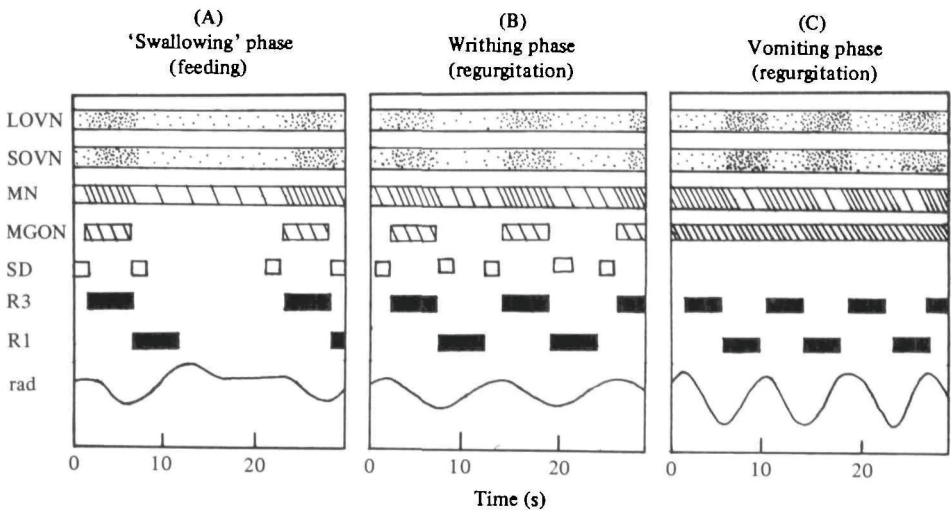 (A)
‘Swallowing’ phase
(feeding)
(B)
Writhing phase
(regurgitation)
(C)
Vomiting phase
(regurgitation)
LOVN
SOVN
MN
MGON
SD
R3
R1
rad
0 10 20
0 10 20
0 10 20
Time (s)